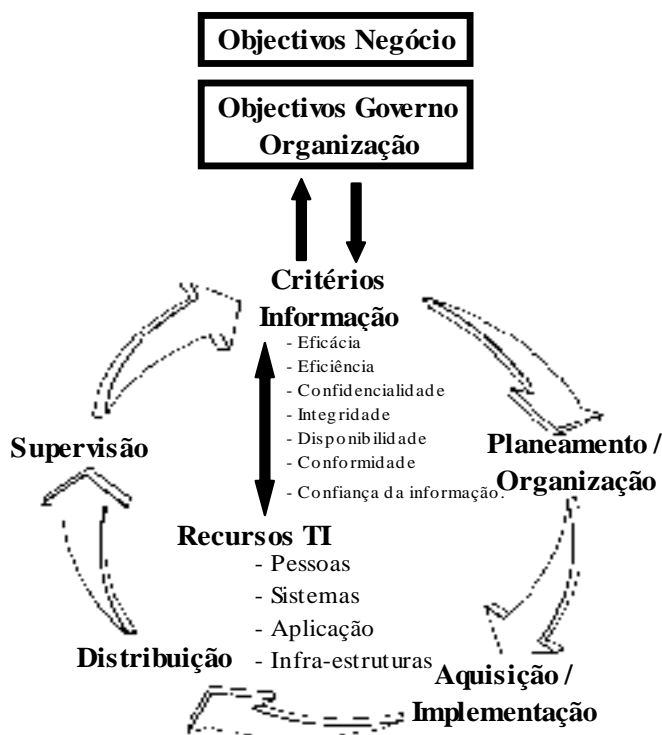 Objectivos Negócio
Objectivos Governo
Organização
Critérios
Informação
- Eficácia
- Eficiência
- Confidencialidade
- Integridade
- Disponibilidade
- Conformidade
- Confiança da informação.
Supervisão
Planeamento /
Organização
Recursos TI
- Pessoas
- Sistemas
- Aplicação
- Infra-estruturas
Distribuição
Aquisição /
Implementação